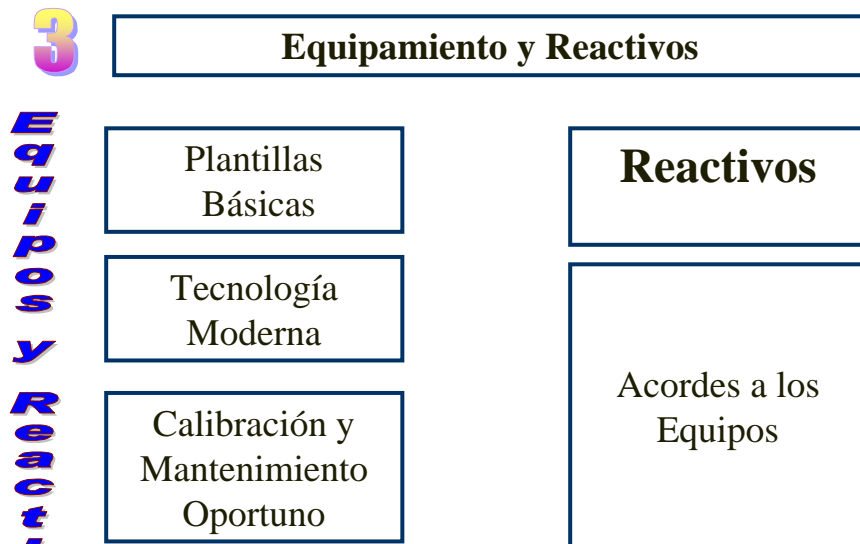 3
Equipamiento y Reactivos
Equipos y Reacti
Plantillas
Básicas
Tecnología
Moderna
Calibración y
Mantenimiento
Oportuno
Reactivos
Acordes a los
Equipos